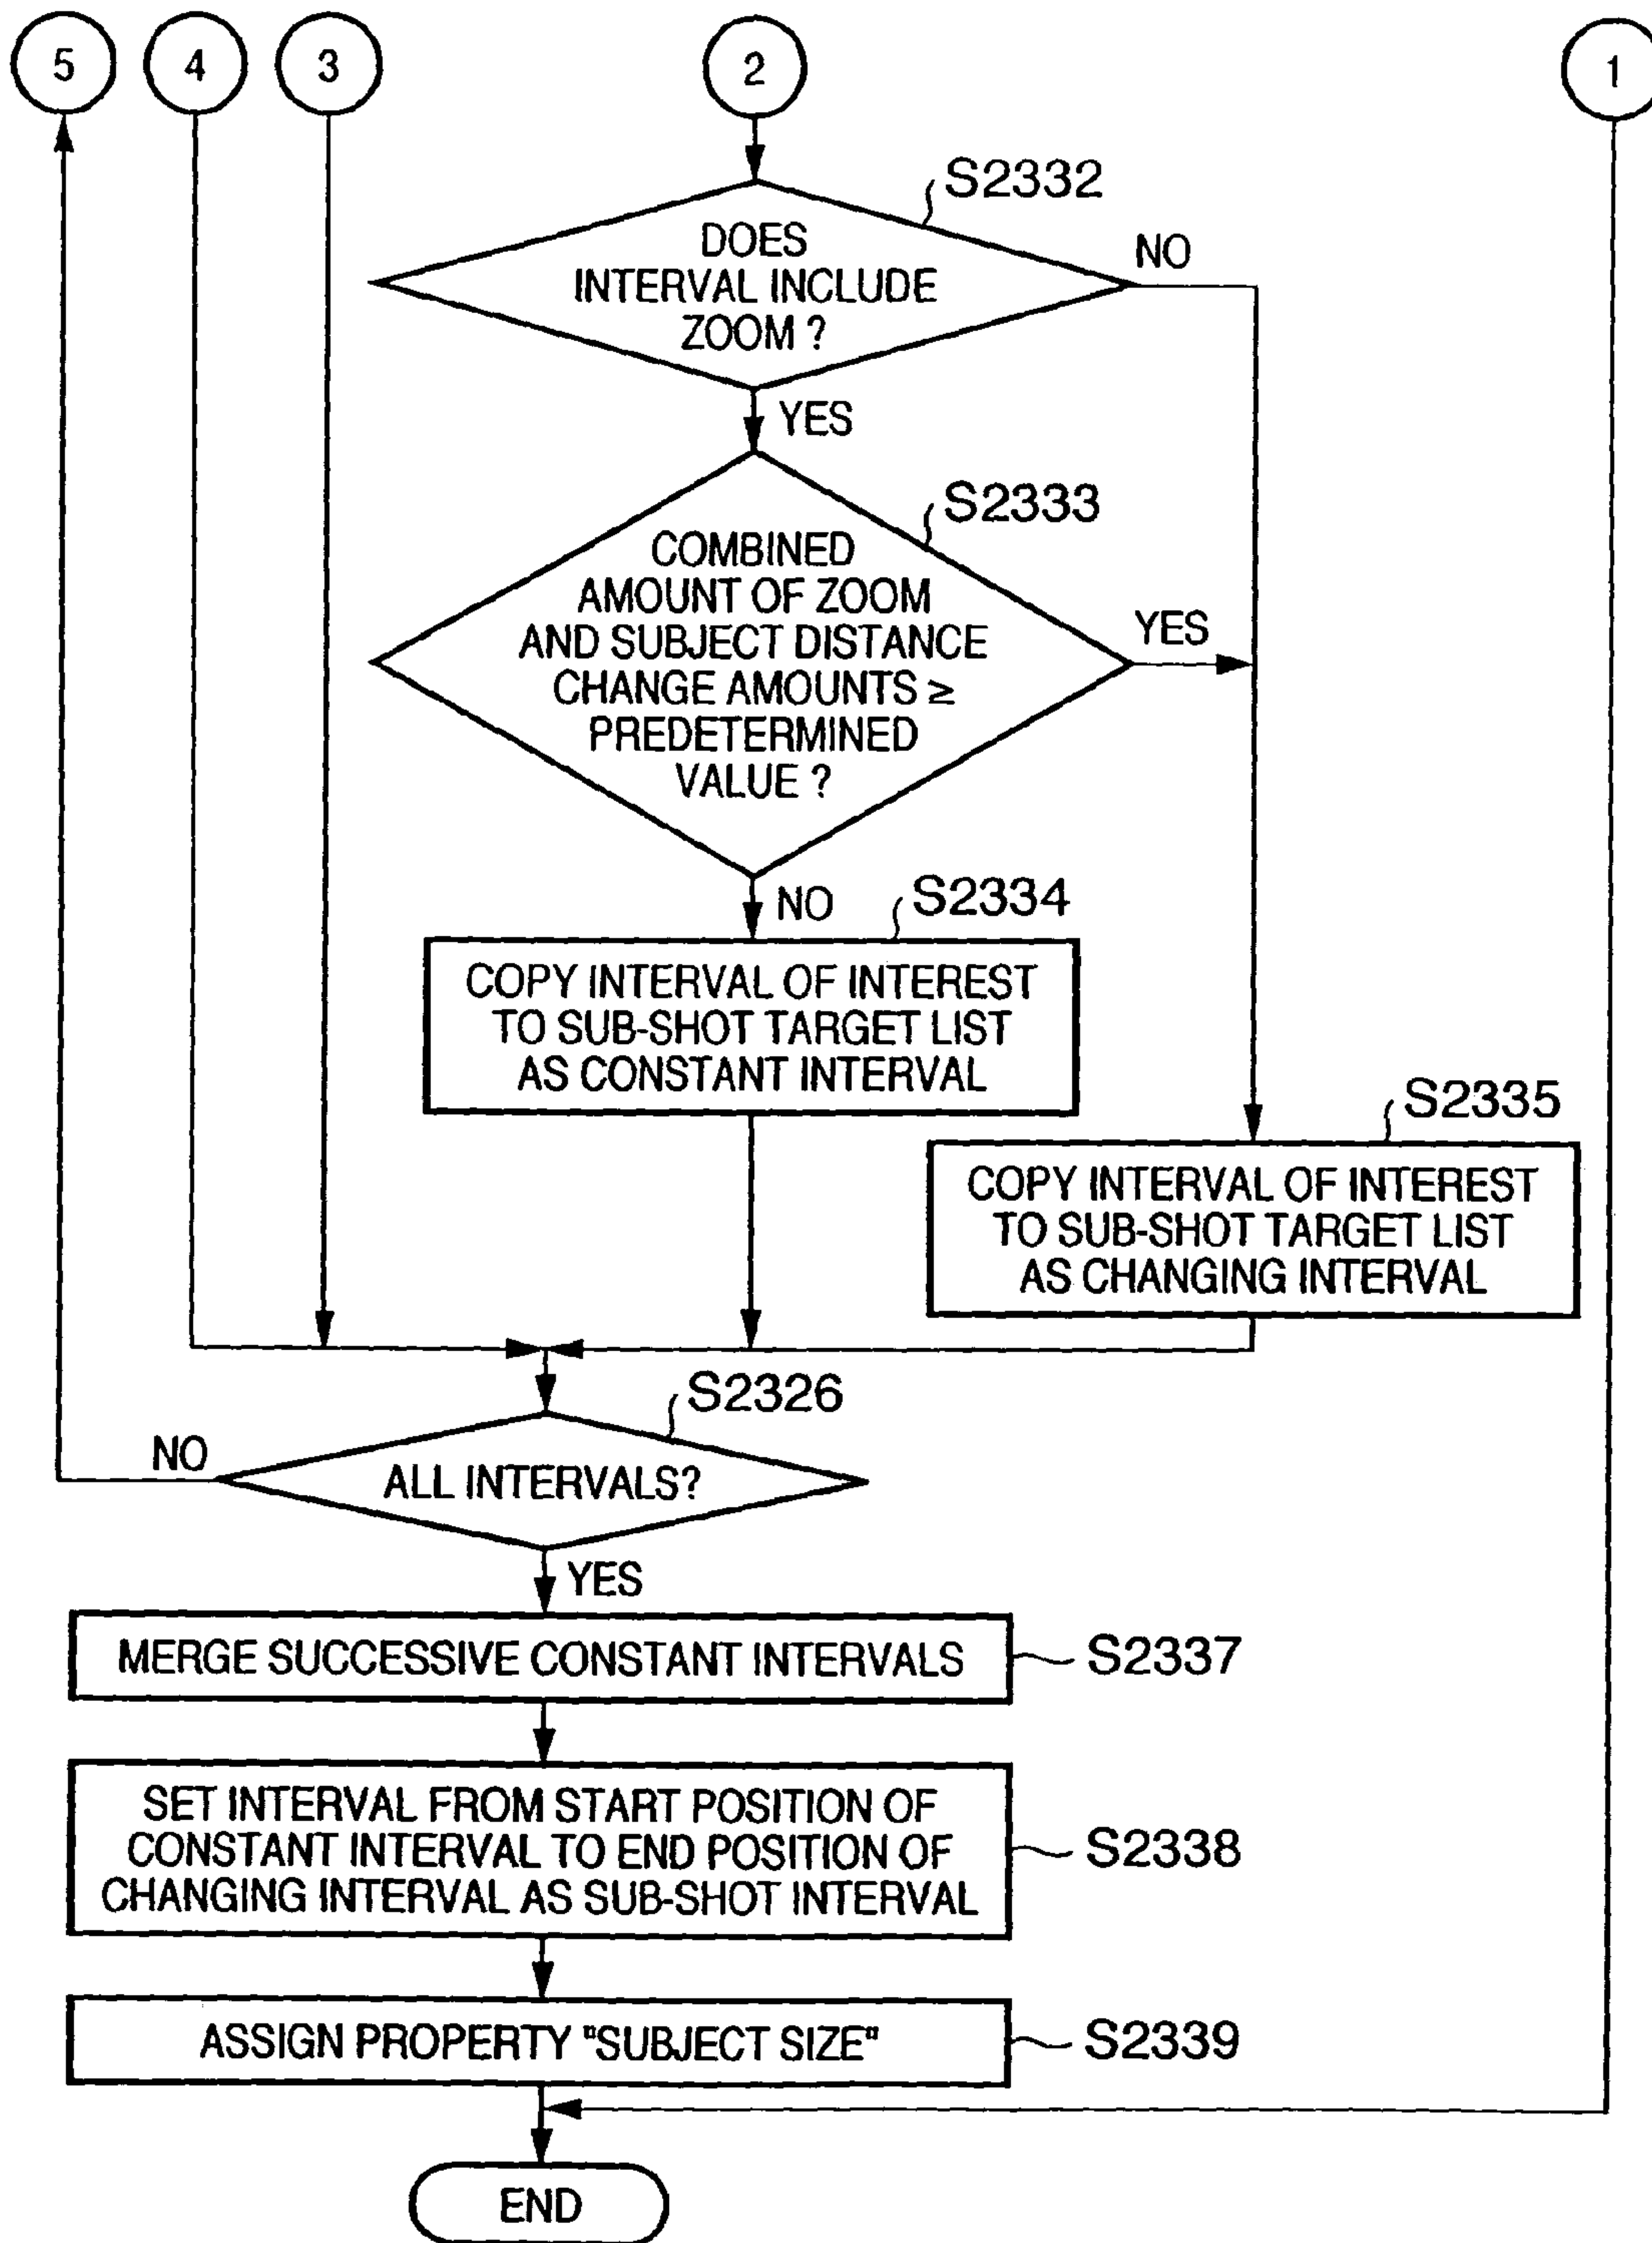 5
4
3
2
1
S2332
DOES
INTERVAL INCLUDE
ZOOM ?
NO
YES
S2333
COMBINED
AMOUNT OF ZOOM
AND SUBJECT DISTANCE
CHANGE AMOUNTS ≥
PREDETERMINED
VALUE ?
YES
NO
S2334
COPY INTERVAL OF INTEREST
TO SUB-SHOT TARGET LIST
AS CONSTANT INTERVAL
S2335
COPY INTERVAL OF INTEREST
TO SUB-SHOT TARGET LIST
AS CHANGING INTERVAL
S2326
NO
ALL INTERVALS?
YES
MERGE SUCCESSIVE CONSTANT INTERVALS
S2337
SET INTERVAL FROM START POSITION OF
CONSTANT INTERVAL TO END POSITION OF
CHANGING INTERVAL AS SUB-SHOT INTERVAL
S2338
ASSIGN PROPERTY "SUBJECT SIZE"
S2339
END